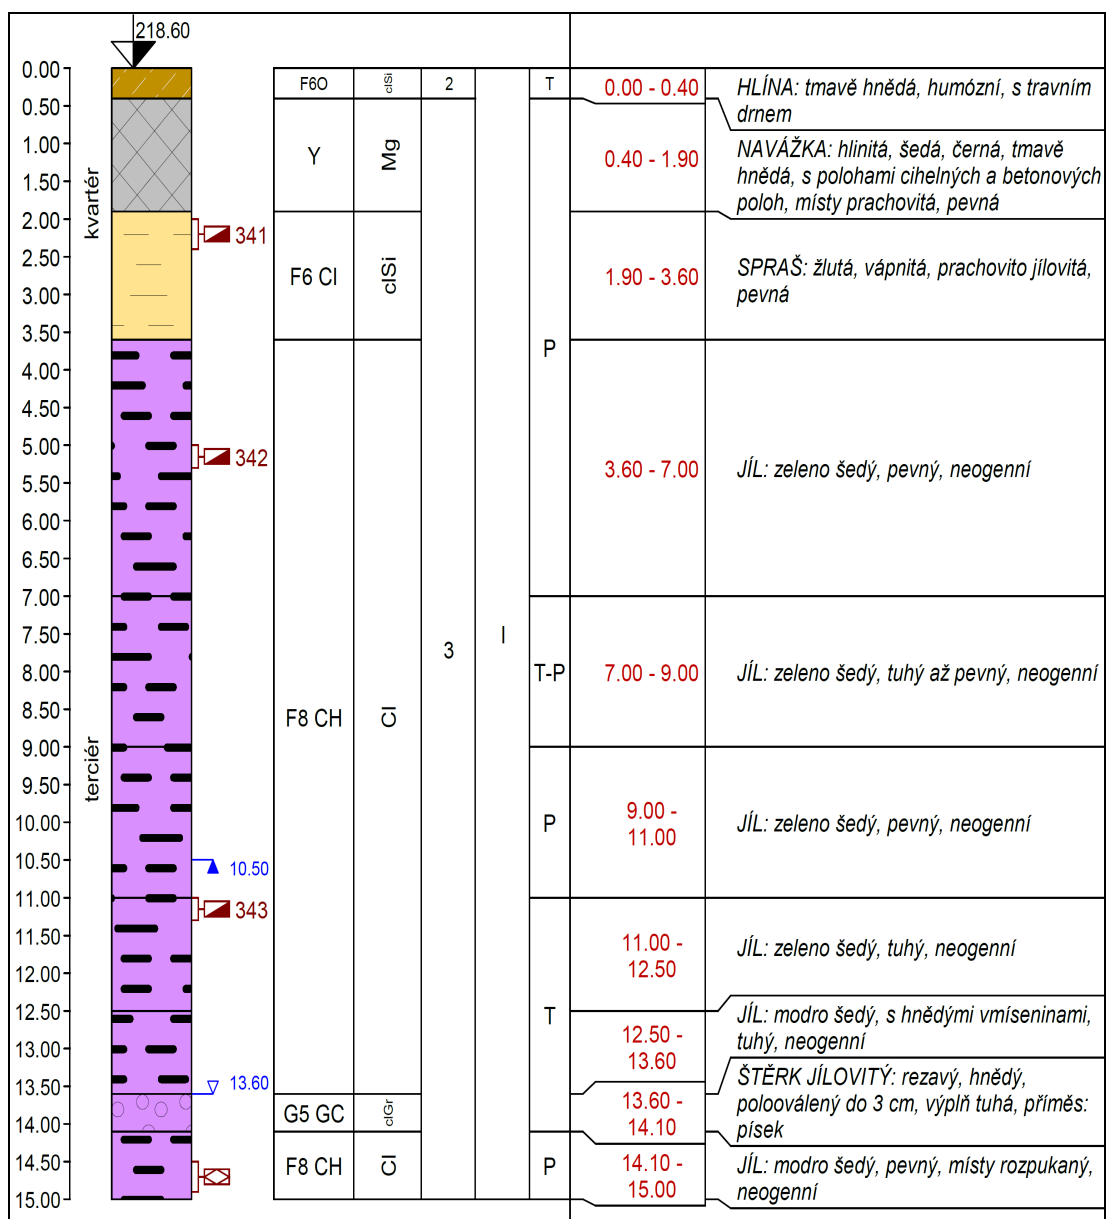 218.60
0.00
0.50
1.00
1.50
2.00
2.50
3.00
3.50
4.00
4.50
5.00
5.50
6.00
6.50
7.00
7.50
8.00
8.50
9.00
9.50
10.00
10.50
11.00
11.50
12.00
12.50
13.00
13.50
14.00
14.50
15.00
kvartér
terciér
341
342
10.50
343
13.60
F6O
Y
F6 CI
F8 CH
G5 GC
F8 CH
clSi
Mg
clSi
Cl
clGr
Cl
2
3
I
T
P
T-P
P
T
P
0.00 - 0.40
HLÍNA: tmavě hnědá, humózní, s travním
drnem
0.40 - 1.90
NAVÁŽKA: hlinitá, šedá, černá, tmavě
hnědá, s polohami cihelných a betonových
poloh, místy prachovitá, pevná
1.90 - 3.60
SPRAŠ: žlutá, vápnitá, prachovito jílovitá,
pevná
3.60 - 7.00
JÍL: zeleno šedý, pevný, neogenní
7.00 - 9.00
JÍL: zeleno šedý, tuhý až pevný, neogenní
9.00 -
11.00
JÍL: zeleno šedý, pevný, neogenní
11.00 -
12.50
JÍL: zeleno šedý, tuhý, neogenní
12.50 -
13.60
JÍL: modro šedý, s hnědými vmíseninami,
tuhý, neogenní
13.60 -
14.10
ŠTĚRK JÍLOVITÝ: rezavý, hnědý,
polooválený do 3 cm, výplň tuhá, příměs:
písek
14.10 -
15.00
JÍL: modro šedý, pevný, místy rozpukaný,
neogenní